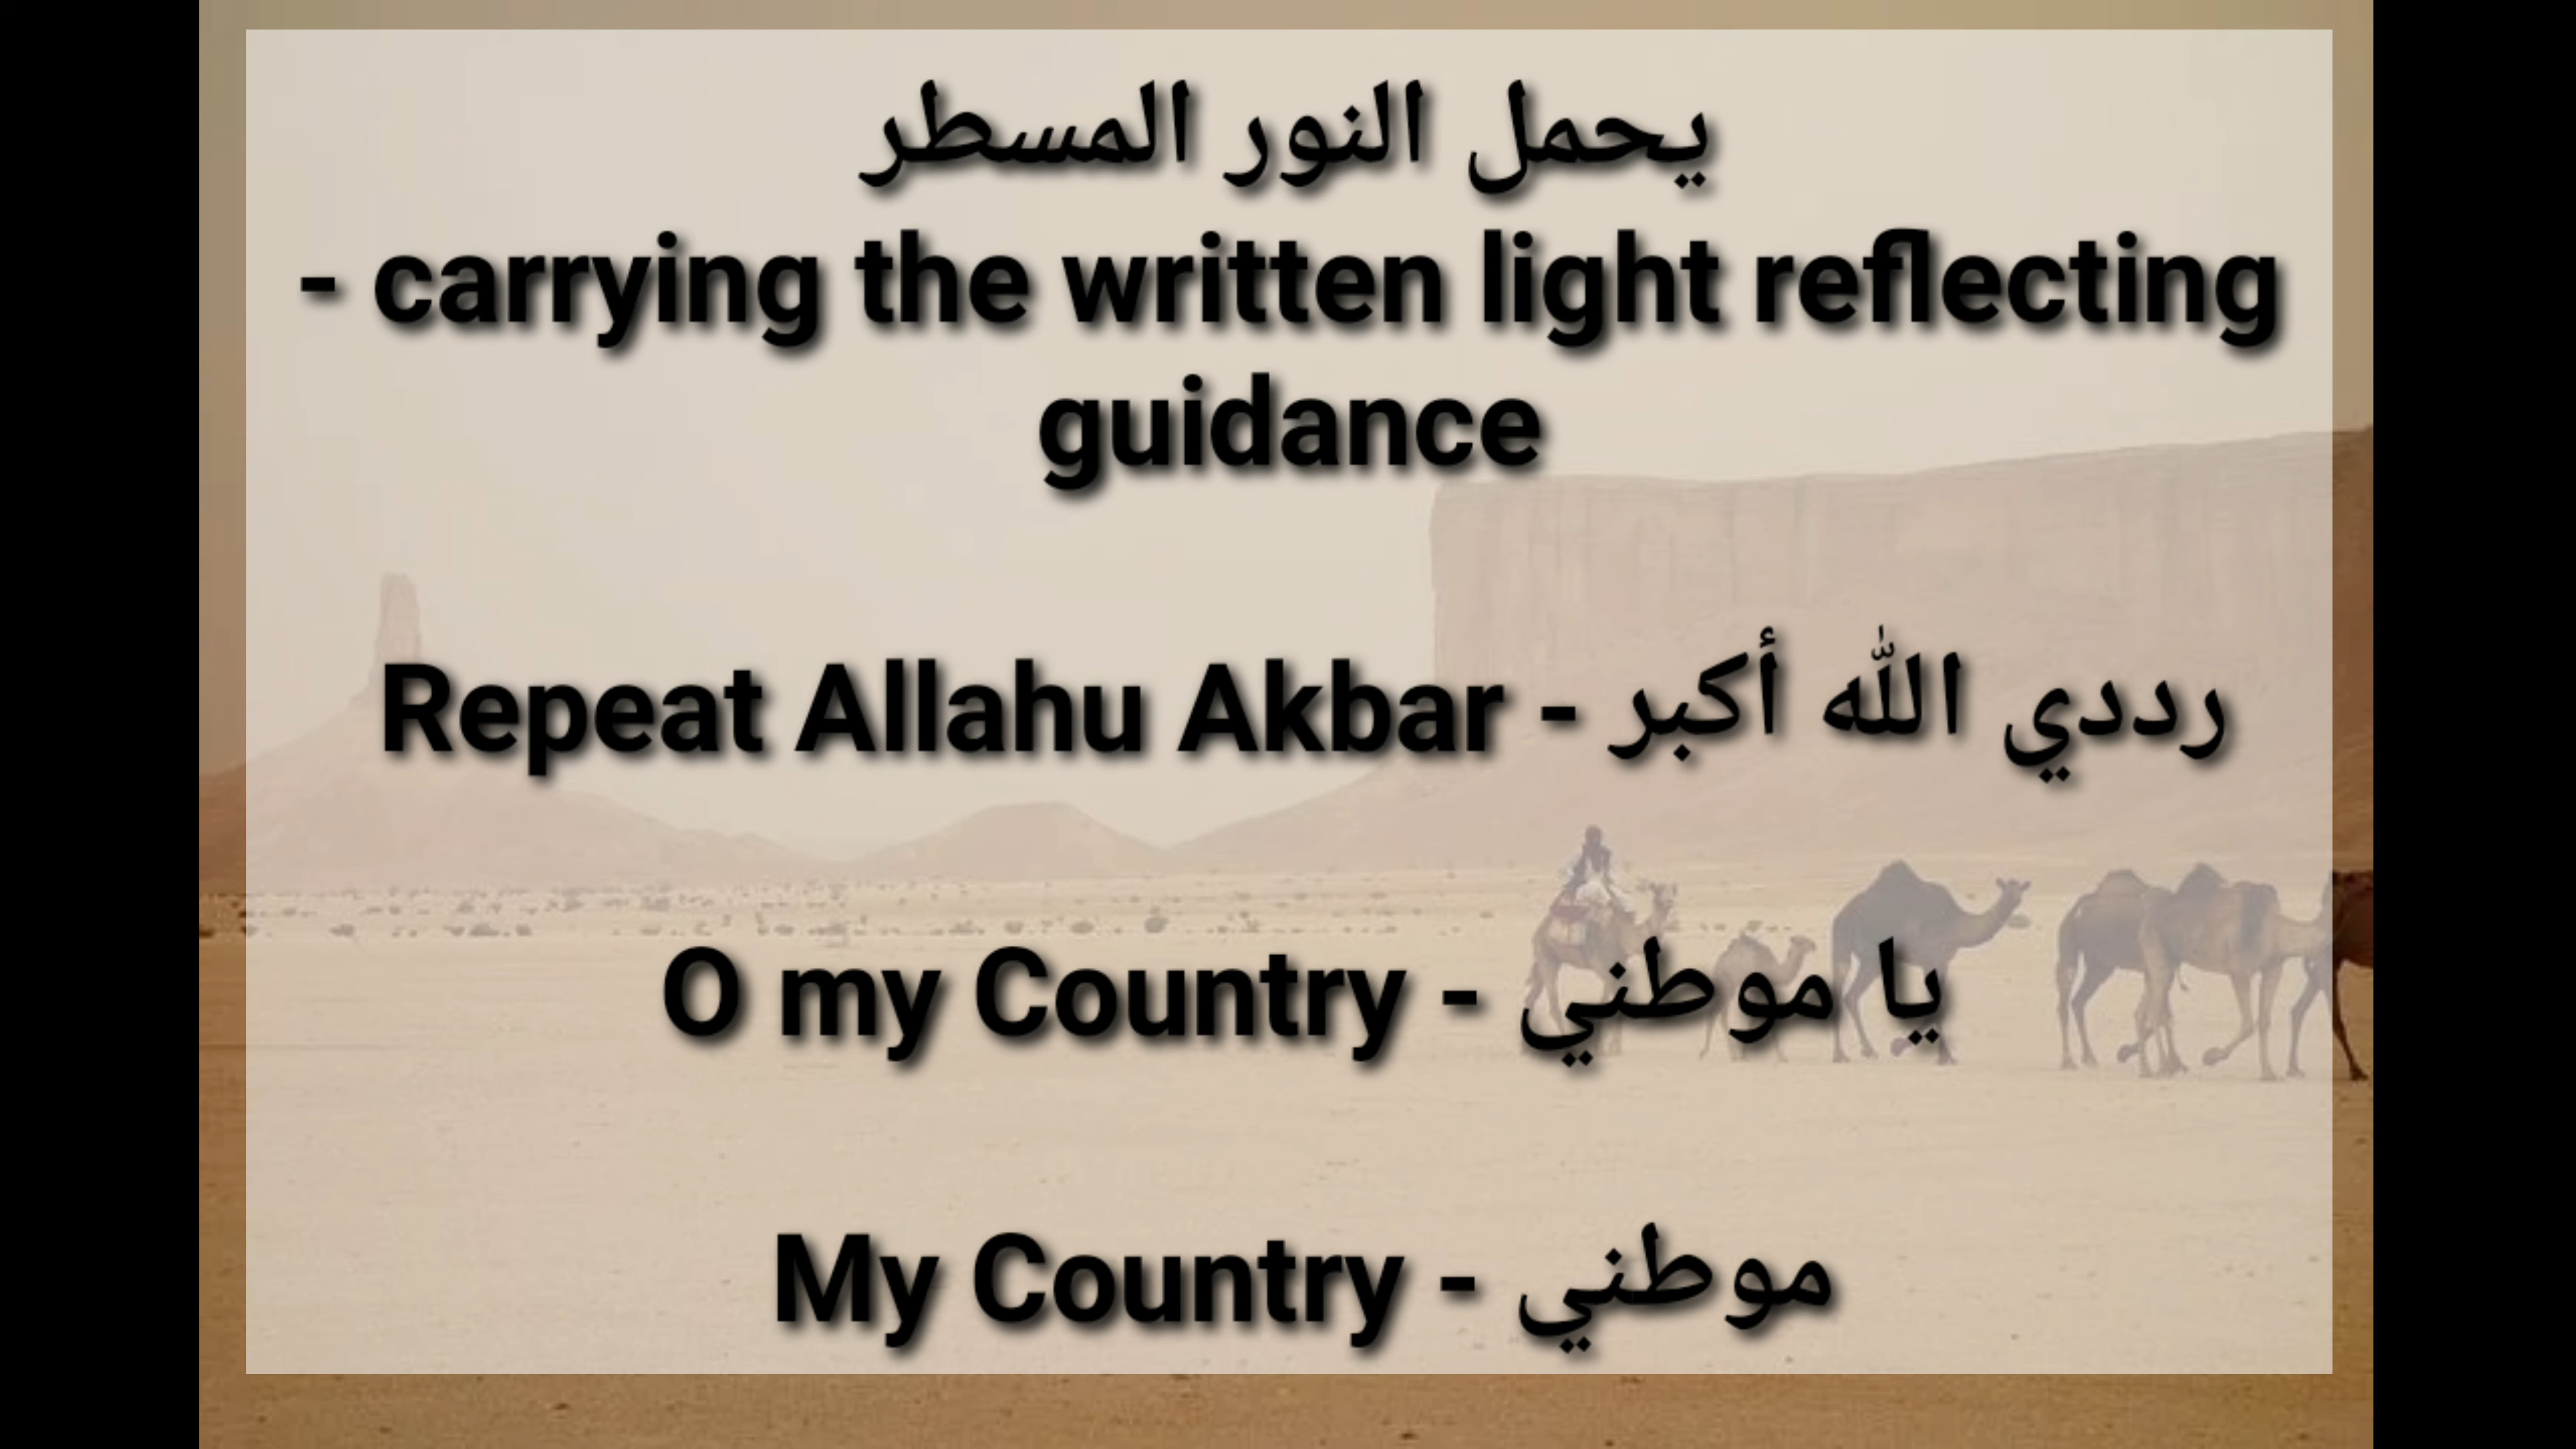 يحمل النور المسطر
- carrying the written light reflecting
guidance
Repeat Allahu Akbar - رددي الله أكبر
O my Country - يا موطني
My Country - موطني